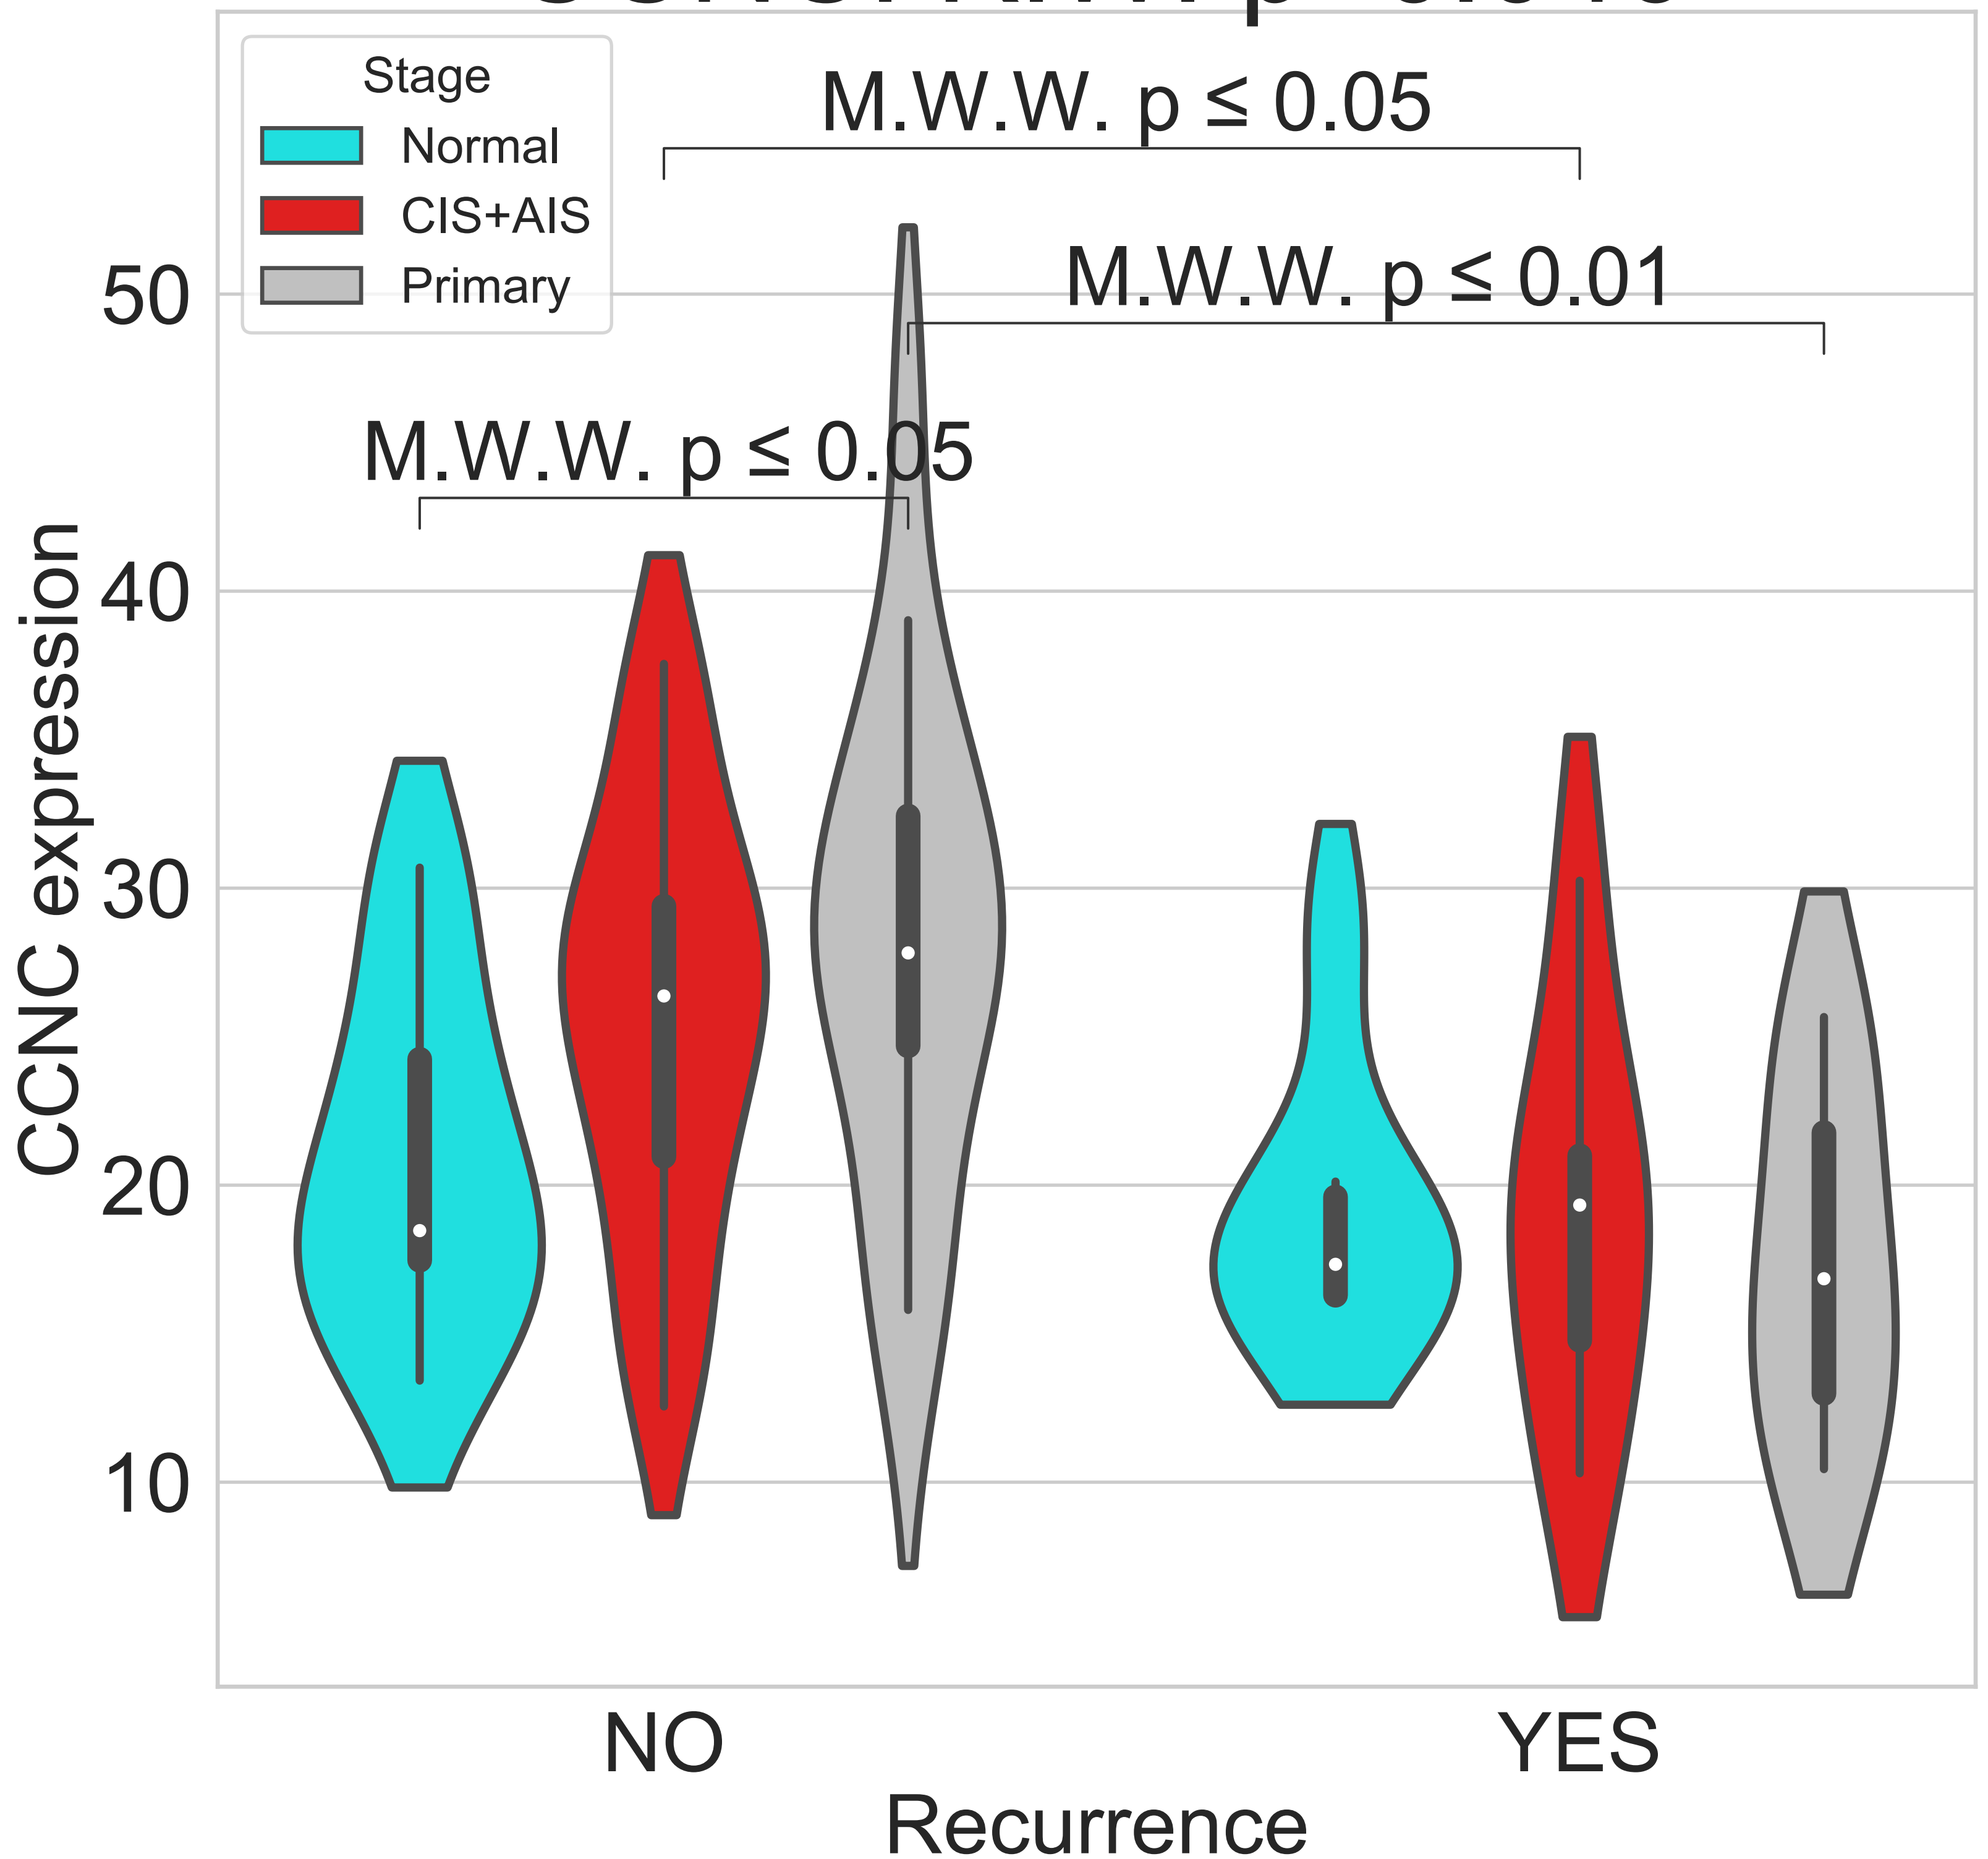 Stage
Normal
CIS+AIS
Primary
M.W.W. p ≤ 0.05
M.W.W. p ≤ 0.01
M.W.W. p ≤ 0.05
50
40
30
20
10
CCNC expression
NO
YES
Recurrence